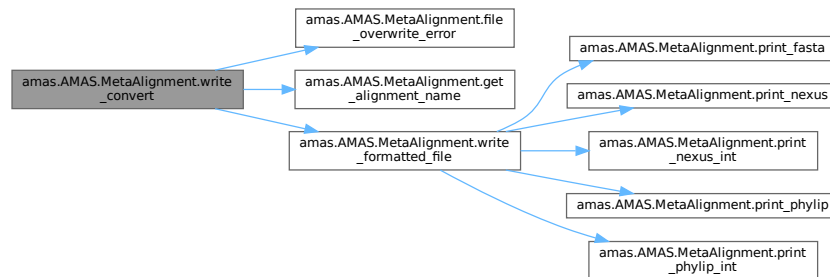 amas.AMAS.MetaAlignment.write
_convert
amas.AMAS.MetaAlignment.file
_overwrite_error
amas.AMAS.MetaAlignment.get
_alignment_name
amas.AMAS.MetaAlignment.write
_formatted_file
amas.AMAS.MetaAlignment.print_fasta
amas.AMAS.MetaAlignment.print_nexus
amas.AMAS.MetaAlignment.print
_nexus_int
amas.AMAS.MetaAlignment.print_phylip
amas.AMAS.MetaAlignment.print
_phylip_int